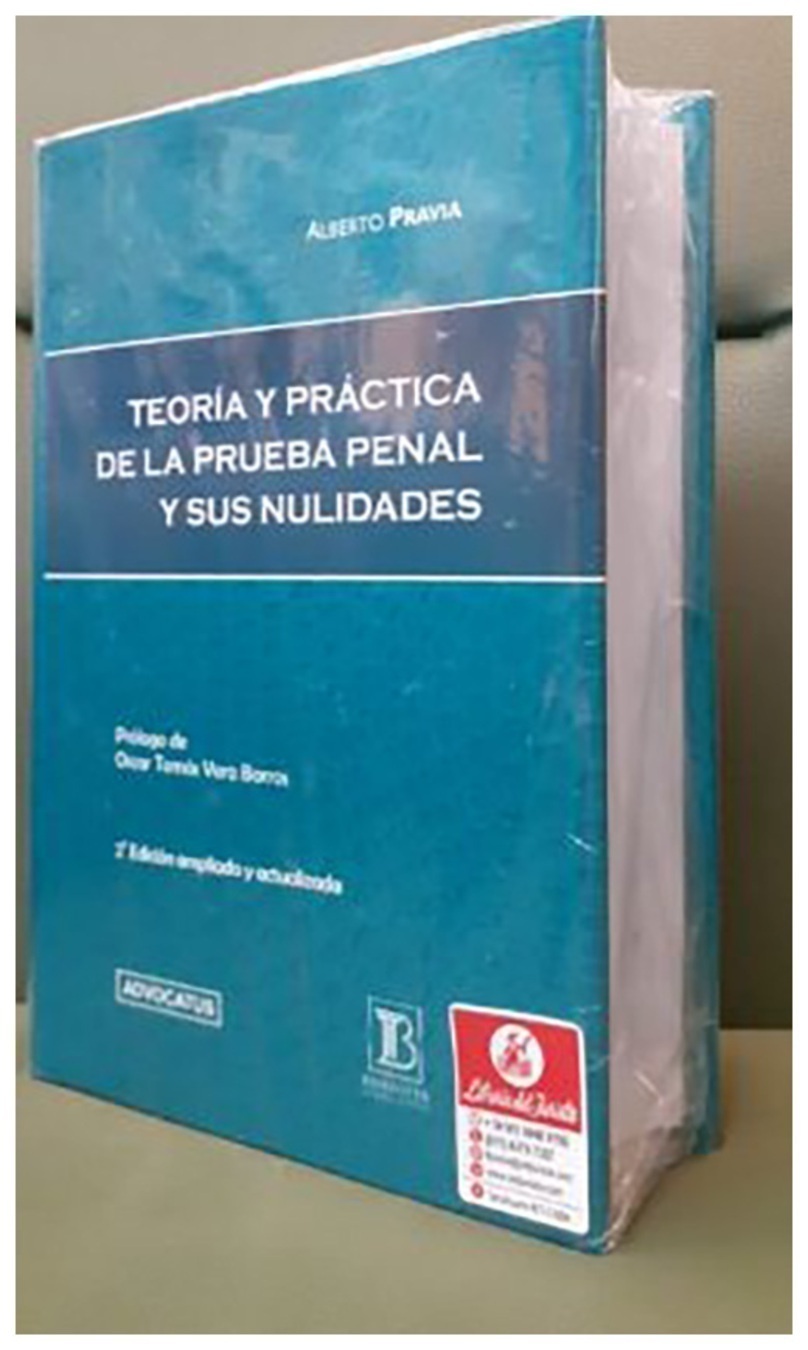 ALBERTO PRAVIA
TEORÍA Y PRÁCTICA
DE LA PRUEBA PENAL
Y SUS NULIDADES
Prólogo de
Oscar Tomás Vera Barros
Edición ampliada y actualizada
ADVOCATUS
B
Librería del Jurista